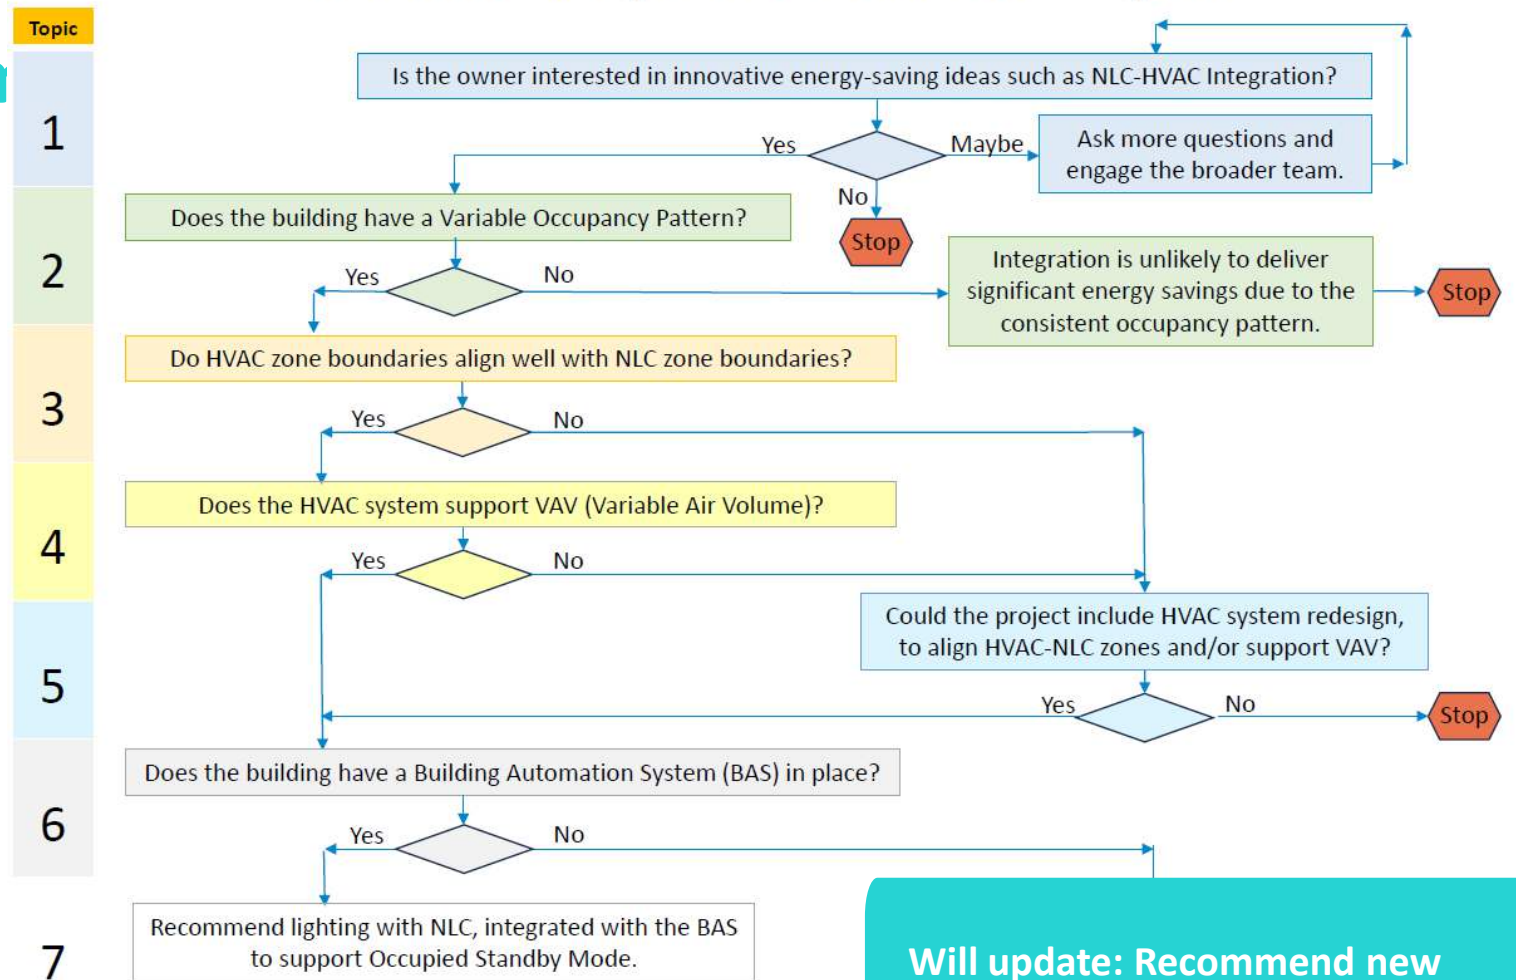 Topic
1
Is the owner interested in innovative energy-saving ideas such as NLC-HVAC Integration?
Yes
Maybe
Ask more questions and
engage the broader team.
No
Stop
2
Does the building have a Variable Occupancy Pattern?
Yes
No
Integration is unlikely to deliver
significant energy savings due to the
consistent occupancy pattern.
Stop
3
Do HVAC zone boundaries align well with NLC zone boundaries?
Yes
No
4
Does the HVAC system support VAV (Variable Air Volume)?
Yes
No
5
Could the project include HVAC system redesign,
to align HVAC-NLC zones and/or support VAV?
Yes
No
Stop
6
Does the building have a Building Automation System (BAS) in place?
Yes
No
7
Recommend lighting with NLC, integrated with the BAS
to support Occupied Standby Mode.
Will update: Recommend new